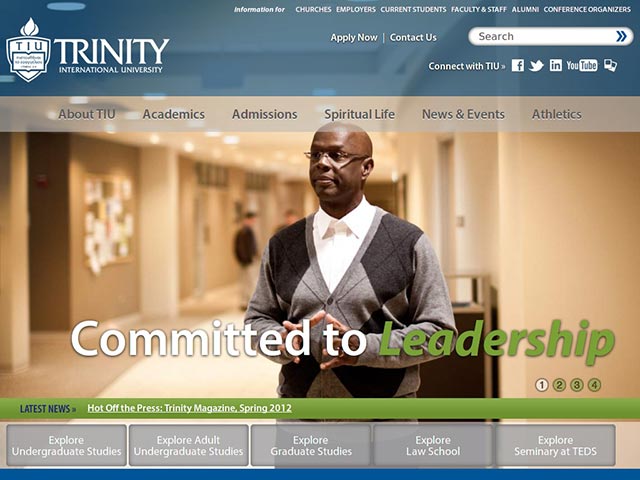 Information for CHURCHES EMPLOYERS CURRENT STUDENTS FACULTY & STAFF ALUMNI CONFERENCE ORGANIZERS
TIU
TRINITY
INTERNATIONAL UNIVERSITY
Apply Now | Contact Us
Search »
Connect with TIU » f in YouTube
About TIU Academics Admissions Spiritual Life News & Events Athletics
Committed to Leadership
1 2 3 4
LATEST NEWS » Hot Off the Press: Trinity Magazine, Spring 2012
Explore
Undergraduate Studies
Explore Adult
Undergraduate Studies
Explore
Graduate Studies
Explore
Law School
Explore
Seminary at TEDS